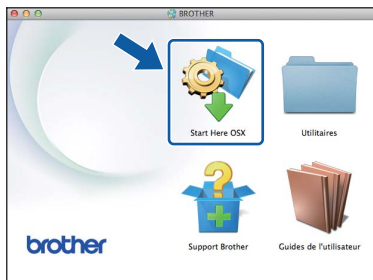 BROTHER
Start Here OSX
Utilitaires
Support Brother
Guides de l'utilisateur
brother